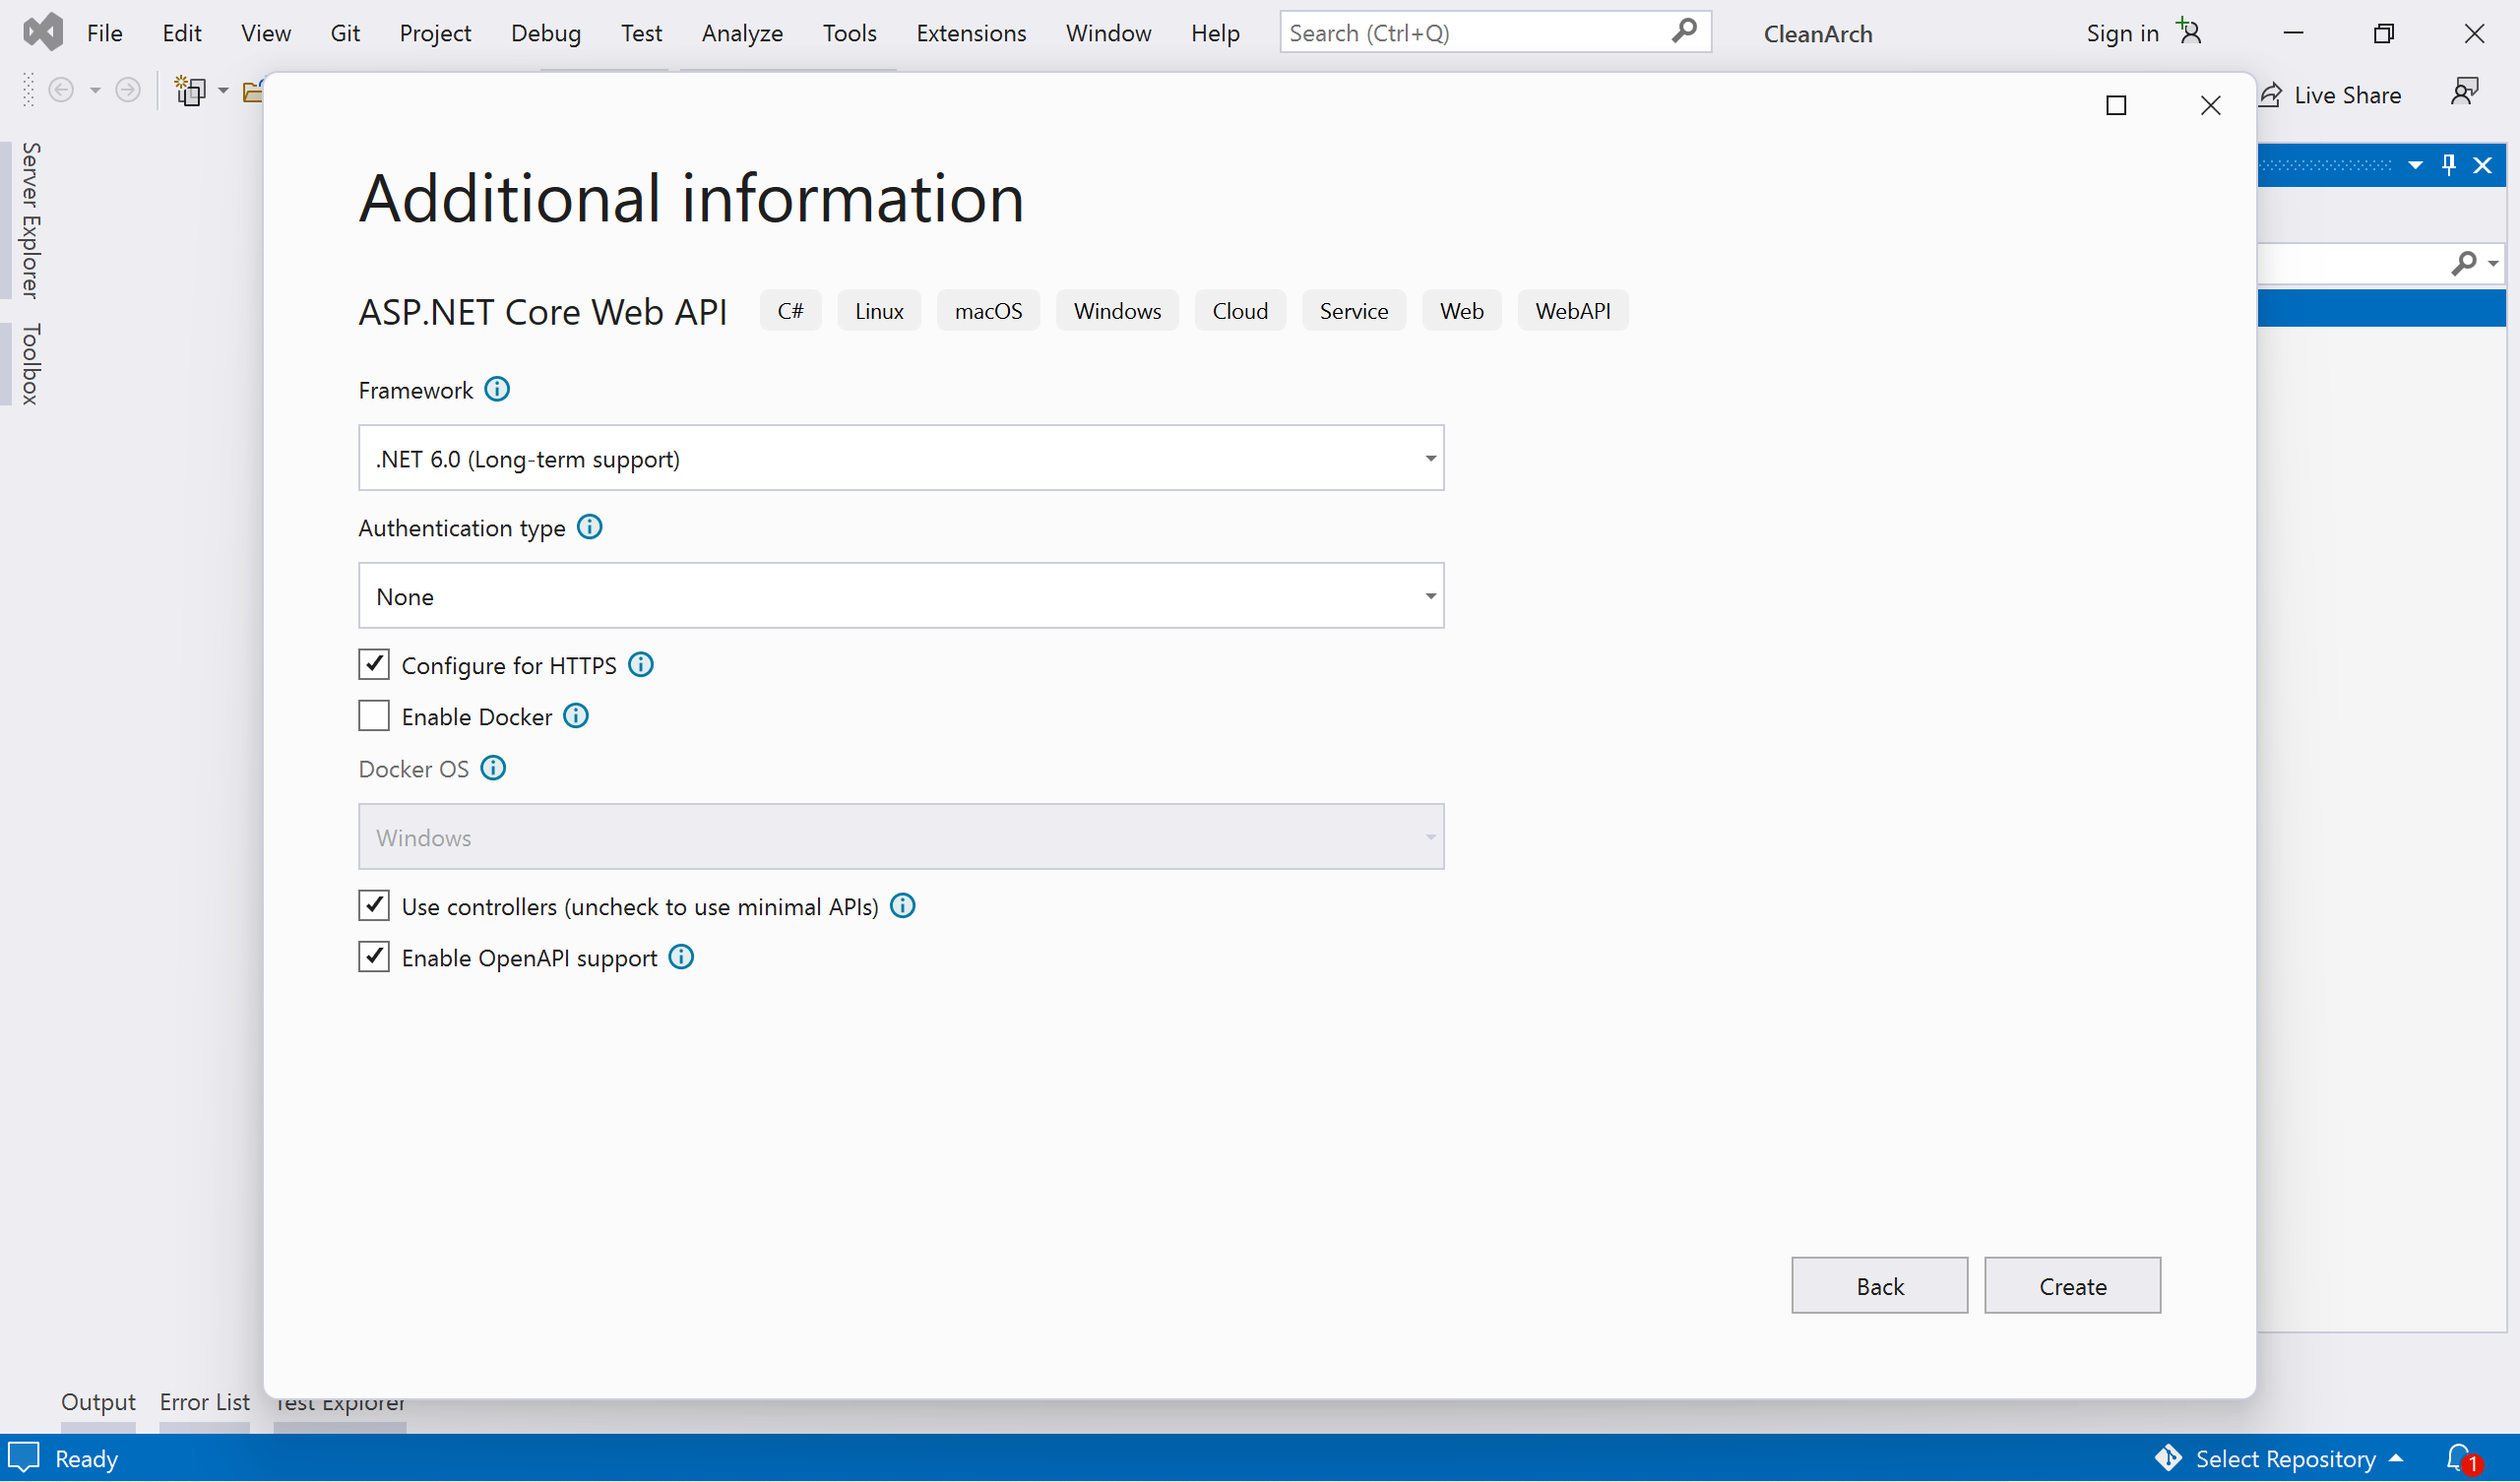 File Edit View Git Project Debug Test Analyze Tools Extensions Window Help Search (Ctrl+Q) CleanArch Sign in
Live Share
Server Explorer
Toolbox
Additional information
ASP.NET Core Web API C# Linux macOS Windows Cloud Service Web WebAPI
Framework
.NET 6.0 (Long-term support)
Authentication type
None
Configure for HTTPS
Enable Docker
Docker OS
Windows
Use controllers (uncheck to use minimal APIs)
Enable OpenAPI support
Back Create
Output Error List Test Explorer
Ready Select Repository 1